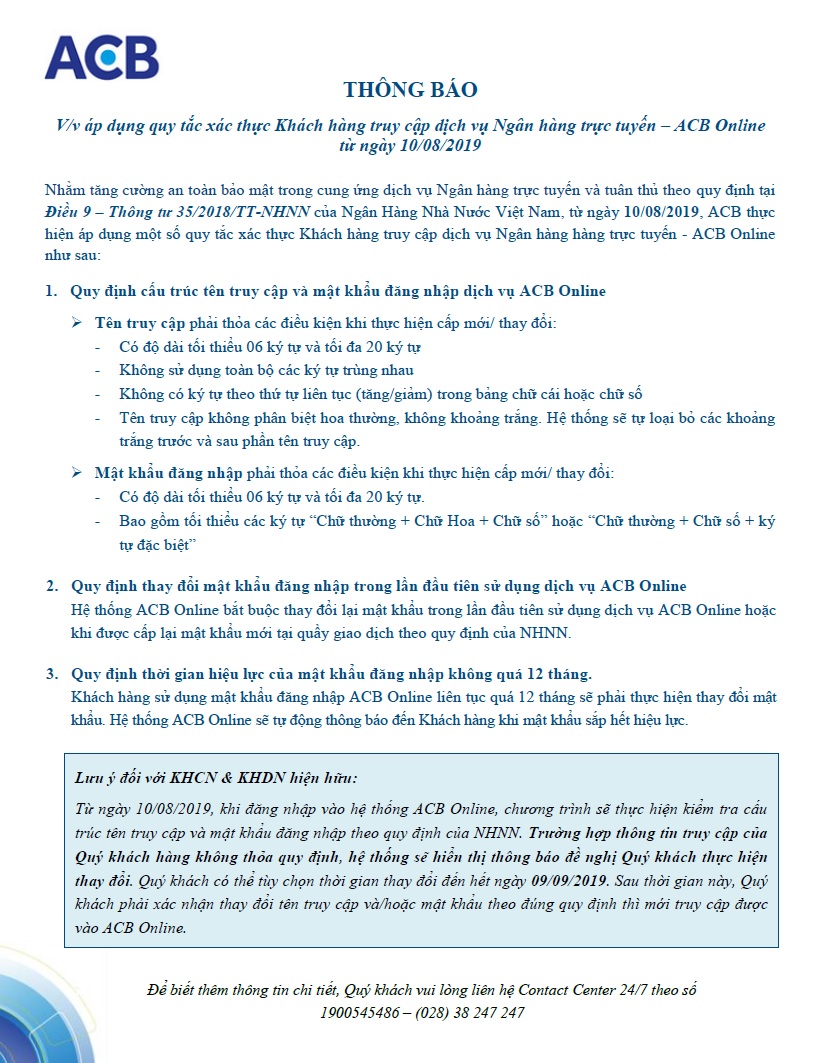 ACB
THÔNG BÁO
V/v áp dụng quy tắc xác thực Khách hàng truy cập dịch vụ Ngân hàng trực tuyến – ACB Online
từ ngày 10/08/2019
Nhằm tăng cường an toàn bảo mật trong cung ứng dịch vụ Ngân hàng trực tuyến và tuân thủ theo quy định tại
Điều 9 – Thông tư 35/2018/TT-NHNN của Ngân Hàng Nhà Nước Việt Nam, từ ngày 10/08/2019, ACB thực
hiện áp dụng một số quy tắc xác thực Khách hàng truy cập dịch vụ Ngân hàng hàng trực tuyến - ACB Online
như sau:
1. Quy định cấu trúc tên truy cập và mật khẩu đăng nhập dịch vụ ACB Online
➢ Tên truy cập phải thỏa các điều kiện khi thực hiện cấp mới/ thay đổi:
- Có độ dài tối thiểu 06 ký tự và tối đa 20 ký tự
- Không sử dụng toàn bộ các ký tự trùng nhau
- Không có ký tự theo thứ tự liên tục (tăng/giảm) trong bảng chữ cái hoặc chữ số
- Tên truy cập không phân biệt hoa thường, không khoảng trắng. Hệ thống sẽ tự loại bỏ các khoảng
trắng trước và sau phần tên truy cập.
➢ Mật khẩu đăng nhập phải thỏa các điều kiện khi thực hiện cấp mới/ thay đổi:
- Có độ dài tối thiểu 06 ký tự và tối đa 20 ký tự.
- Bao gồm tối thiểu các ký tự “Chữ thường + Chữ Hoa + Chữ số” hoặc “Chữ thường + Chữ số + ký
tự đặc biệt”
2. Quy định thay đổi mật khẩu đăng nhập trong lần đầu tiên sử dụng dịch vụ ACB Online
Hệ thống ACB Online bắt buộc thay đổi lại mật khẩu trong lần đầu tiên sử dụng dịch vụ ACB Online hoặc
khi được cấp lại mật khẩu mới tại quầy giao dịch theo quy định của NHNN.
3. Quy định thời gian hiệu lực của mật khẩu đăng nhập không quá 12 tháng.
Khách hàng sử dụng mật khẩu đăng nhập ACB Online liên tục quá 12 tháng sẽ phải thực hiện thay đổi mật
khẩu. Hệ thống ACB Online sẽ tự động thông báo đến Khách hàng khi mật khẩu sắp hết hiệu lực.
Lưu ý đối với KHCN & KHDN hiện hữu:
Từ ngày 10/08/2019, khi đăng nhập vào hệ thống ACB Online, chương trình sẽ thực hiện kiểm tra cấu
trúc tên truy cập và mật khẩu đăng nhập theo quy định của NHNN. Trường hợp thông tin truy cập của
Quý khách hàng không thỏa quy định, hệ thống sẽ hiển thị thông báo đề nghị Quý khách thực hiện
thay đổi. Quý khách có thể tùy chọn thời gian thay đổi đến hết ngày 09/09/2019. Sau thời gian này, Quý
khách phải xác nhận thay đổi tên truy cập và/hoặc mật khẩu theo đúng quy định thì mới truy cập được
vào ACB Online.
Để biết thêm thông tin chi tiết, Quý khách vui lòng liên hệ Contact Center 24/7 theo số
1900545486 – (028) 38 247 247